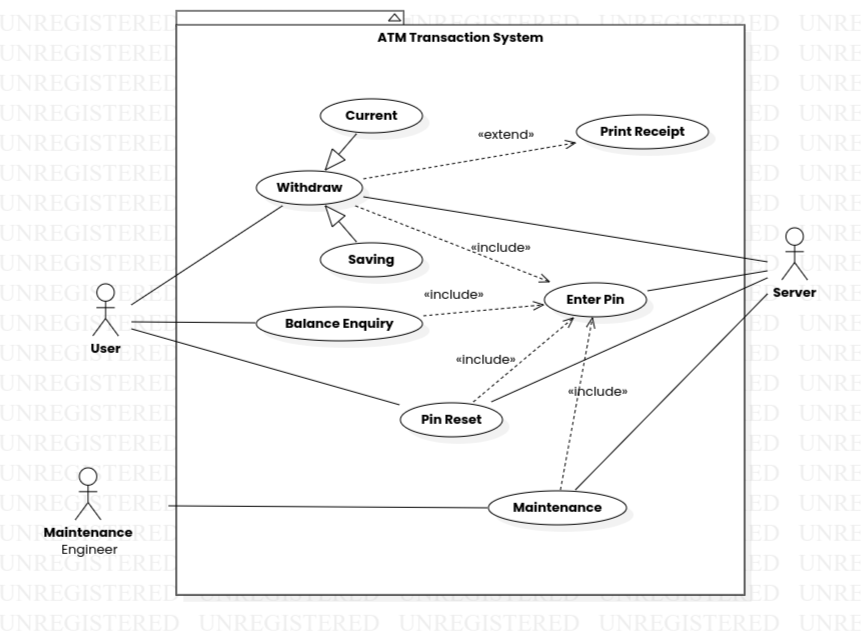 ATM Transaction System
Current
«extend»
Print Receipt
Withdraw
«include»
Saving
Server
«include»
Enter Pin
Balance Enquiry
User
«include»
«include»
Pin Reset
Maintenance
Maintenance
Engineer
UNREGISTERED UNREGISTERED UNREGISTERED UNREGISTERED